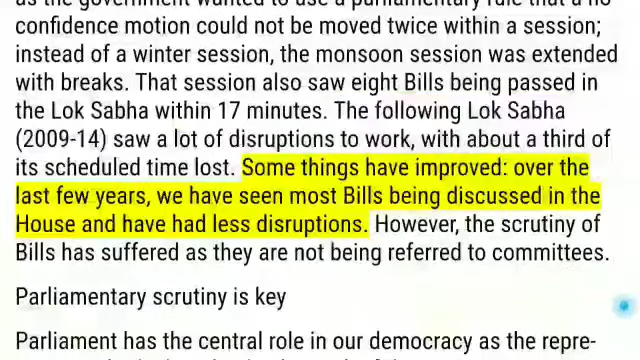 as the government wanted to use a parliamentary rule that a no
confidence motion could not be moved twice within a session;
instead of a winter session, the monsoon session was extended
with breaks. That session also saw eight Bills being passed in
the Lok Sabha within 17 minutes. The following Lok Sabha
(2009-14) saw a lot of disruptions to work, with about a third of
its scheduled time lost. Some things have improved: over the
last few years, we have seen most Bills being discussed in the
House and have had less disruptions. However, the scrutiny of
Bills has suffered as they are not being referred to committees.
Parliamentary scrutiny is key
Parliament has the central role in our democracy as the repre-